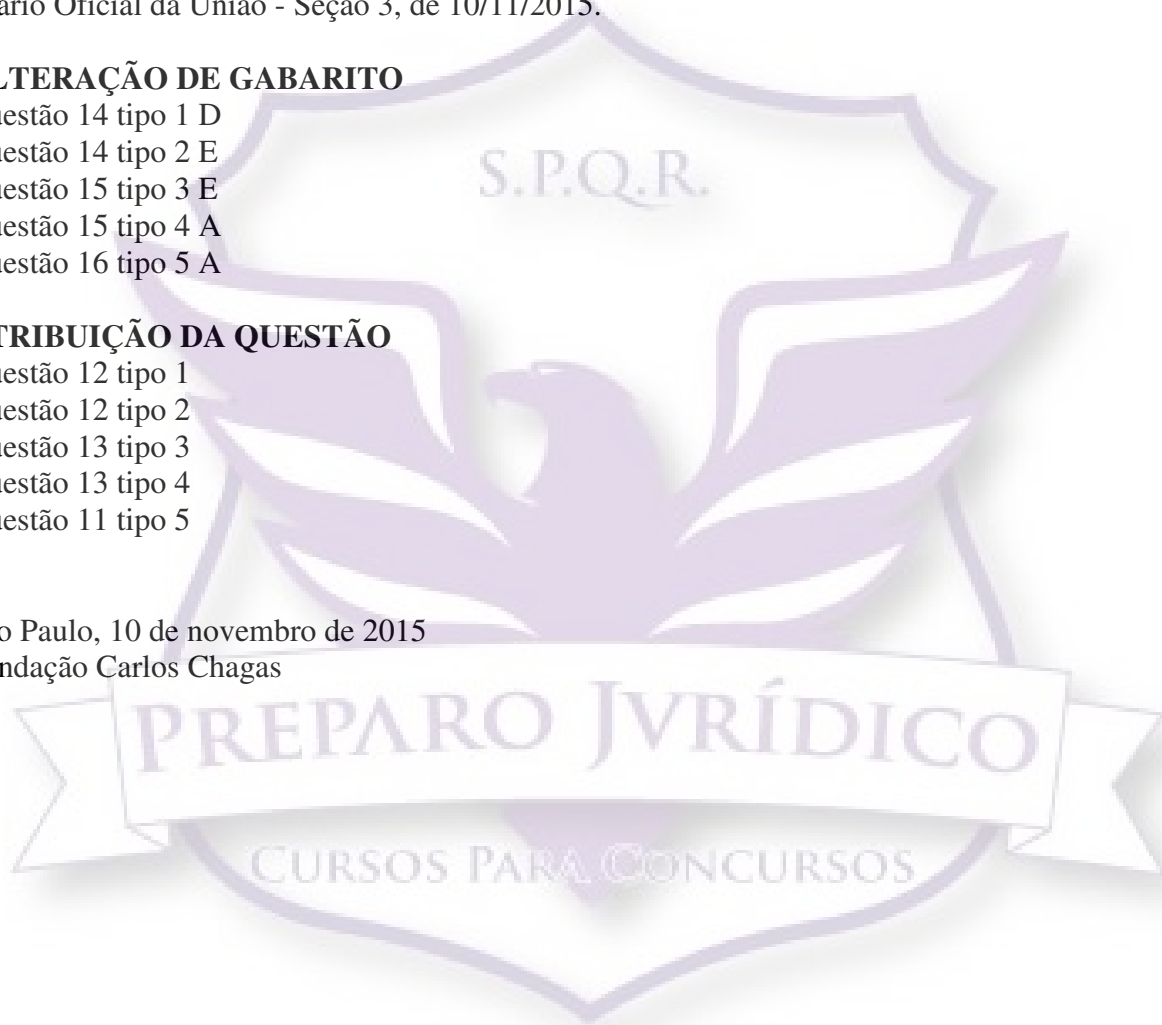 ário Oficial da União - Seção 3, de 10/11/2015.
LTERAÇÃO DE GABARITO
uestão 14 tipo 1 D
uestão 14 tipo 2 E
uestão 15 tipo 3 E
uestão 15 tipo 4 A
uestão 16 tipo 5 A
TRIBUIÇÃO DA QUESTÃO
uestão 12 tipo 1
uestão 12 tipo 2
uestão 13 tipo 3
uestão 13 tipo 4
uestão 11 tipo 5
o Paulo, 10 de novembro de 2015
ndação Carlos Chagas
S.P.Q.R.
PREPARO JVRÍDICO
CURSOS PARA CONCURSOS